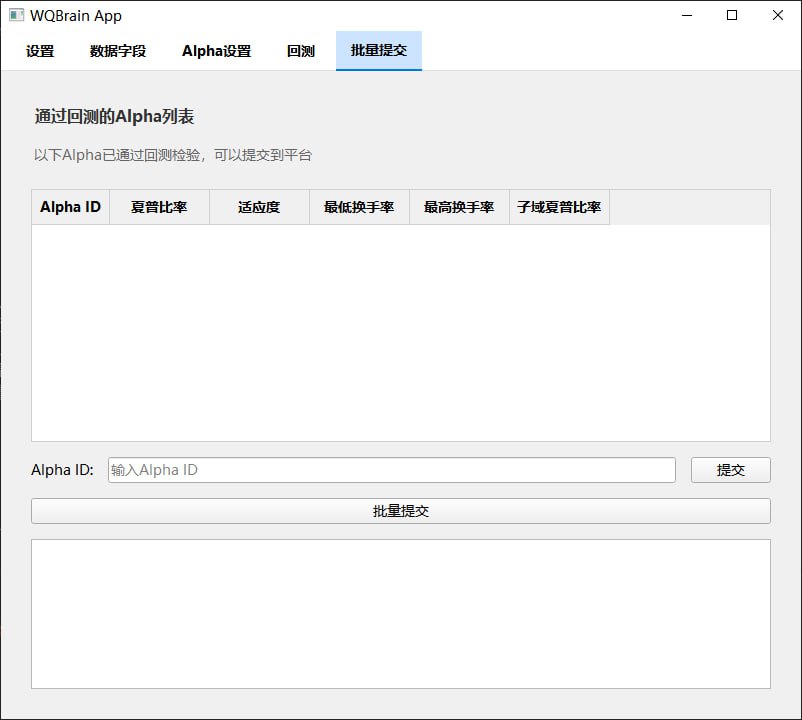 WQBrain App
设置 数据字段 Alpha设置 回测 批量提交
通过回测的Alpha列表
以下Alpha已通过回测检验，可以提交到平台
Alpha ID 夏普比率 适应度 最低换手率 最高换手率 子域夏普比率
Alpha ID: 输入Alpha ID 提交
批量提交